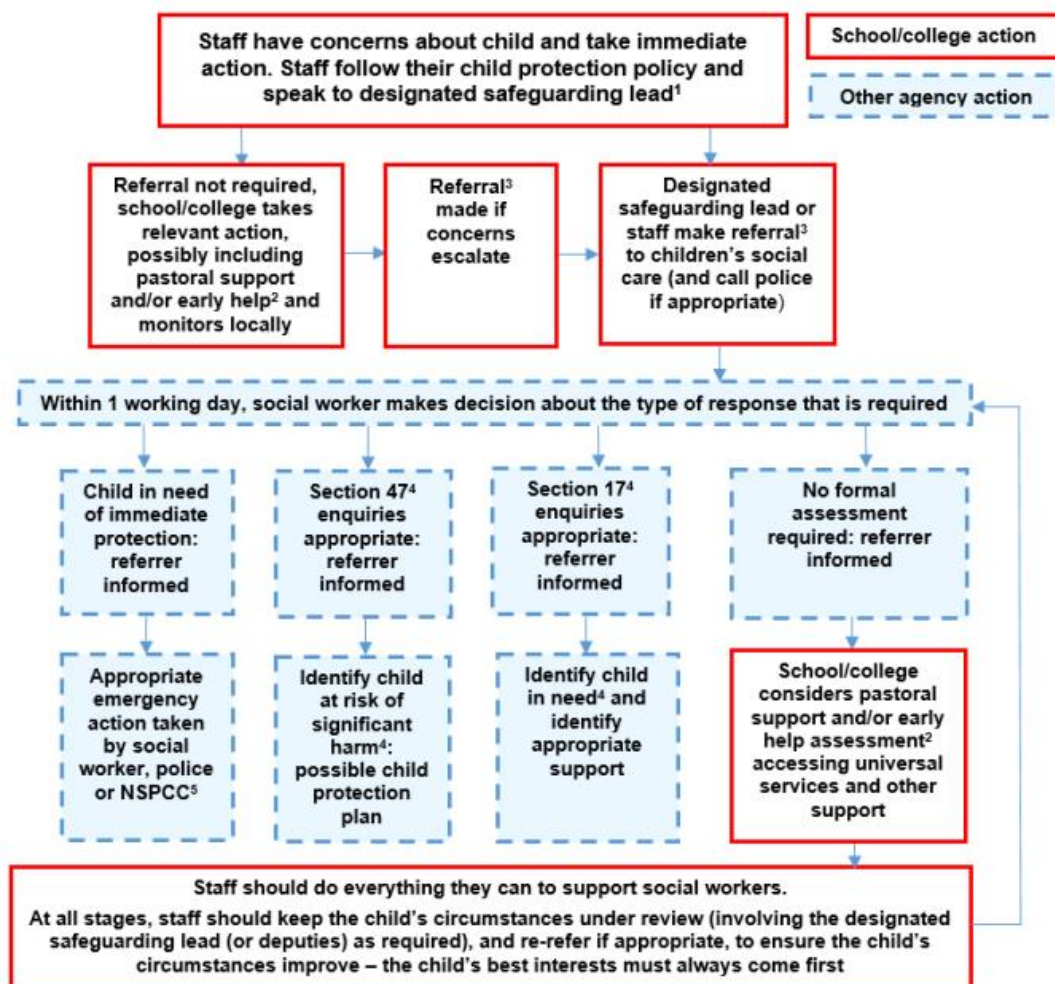 Staff have concerns about child and take immediate
action. Staff follow their child protection policy and
speak to designated safeguarding lead¹
School/college action
Other agency action
Referral not required,
school/college takes
relevant action,
possibly including
pastoral support
and/or early help² and
monitors locally
Referral³
made if
concerns
escalate
Designated
safeguarding lead or
staff make referral³
to children's social
care (and call police
if appropriate)
Within 1 working day, social worker makes decision about the type of response that is required
Child in need
of immediate
protection:
referrer
informed
Section 47⁴
enquiries
appropriate:
referrer
informed
Section 17⁴
enquiries
appropriate:
referrer
informed
No formal
assessment
required: referrer
informed
Appropriate
emergency
action taken
by social
worker, police
or NSPCC⁵
Identify child
at risk of
significant
harm⁴:
possible child
protection
plan
Identify child
in need⁴ and
identify
appropriate
support
School/college
considers pastoral
support and/or early
help assessment²
accessing universal
services and other
support
Staff should do everything they can to support social workers.
At all stages, staff should keep the child's circumstances under review (involving the designated
safeguarding lead (or deputies) as required), and re-refer if appropriate, to ensure the child's
circumstances improve – the child's best interests must always come first